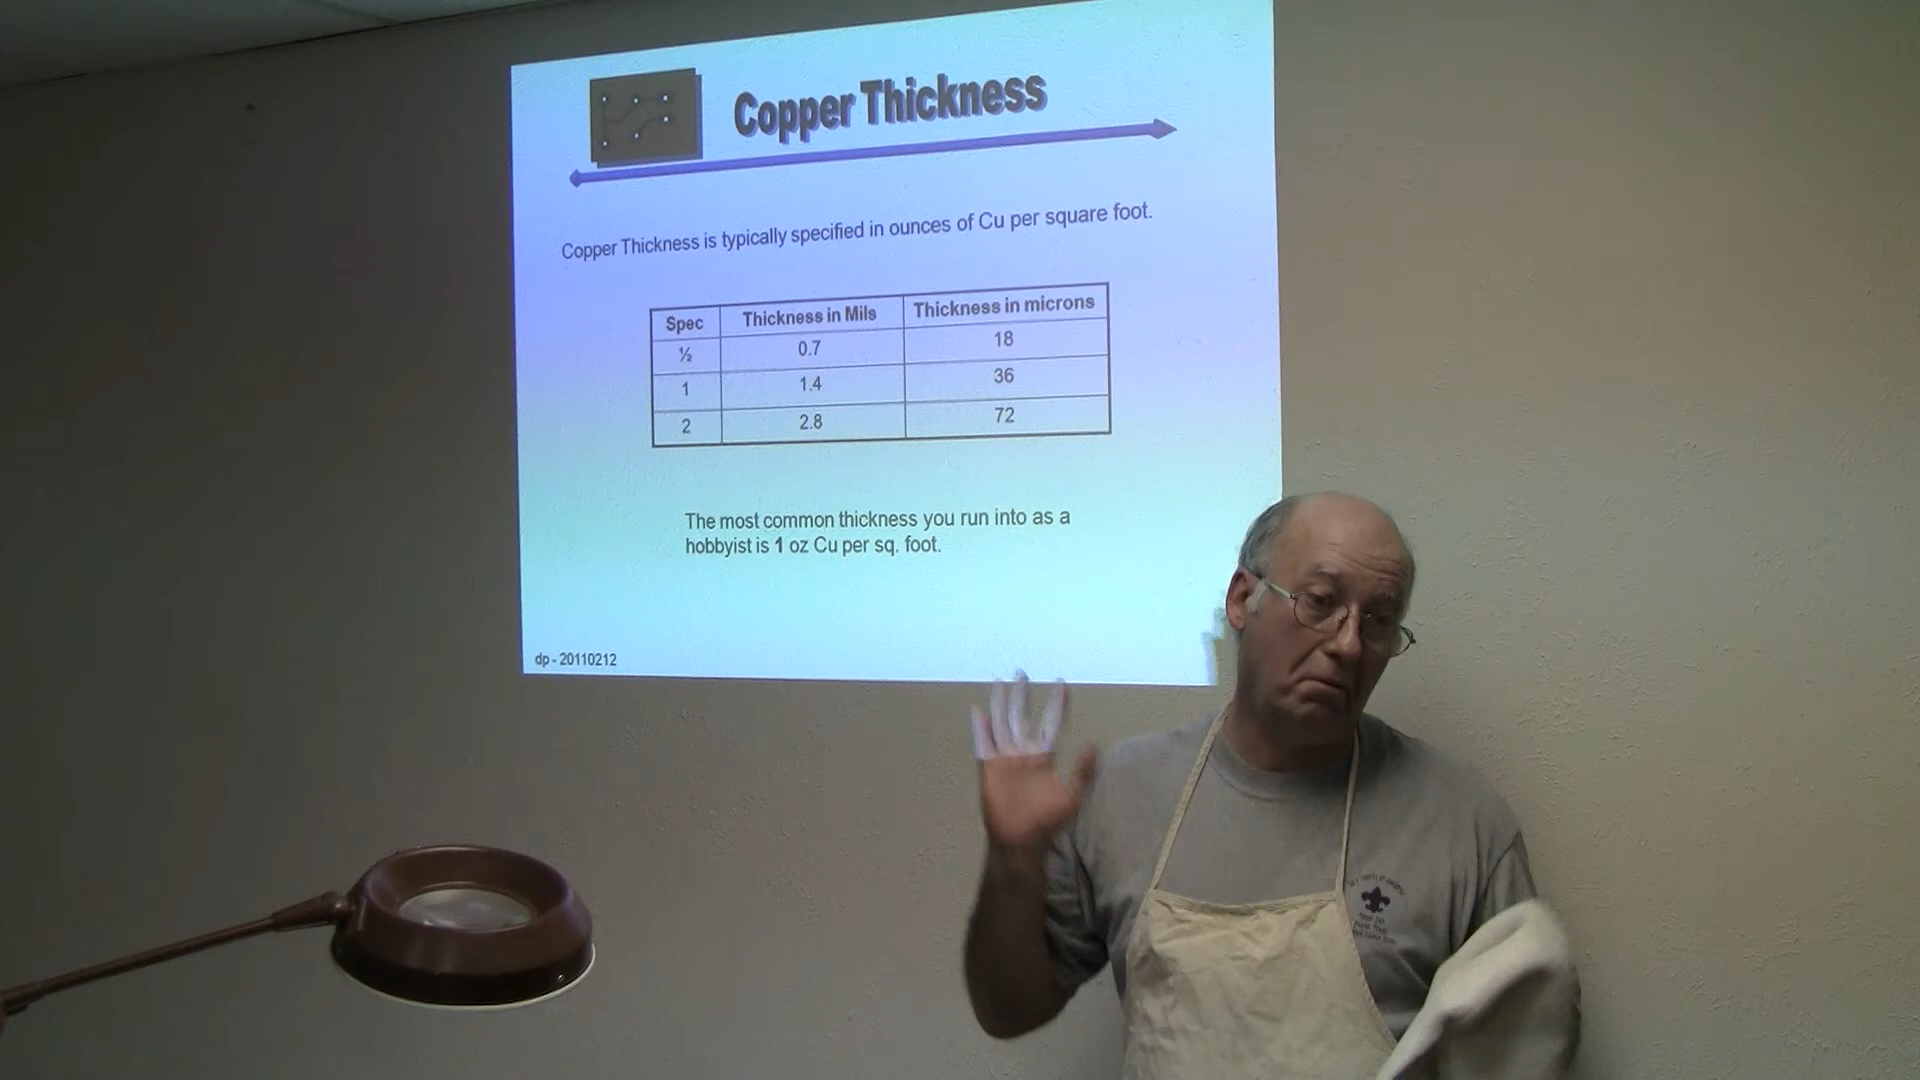 Copper Thickness
Copper Thickness is typically specified in ounces of Cu per square foot.
Spec Thickness in Mils Thickness in microns
½ 0.7 18
1 1.4 36
2 2.8 72
The most common thickness you run into as a
hobbyist is 1 oz Cu per sq. foot.
dp - 20110212